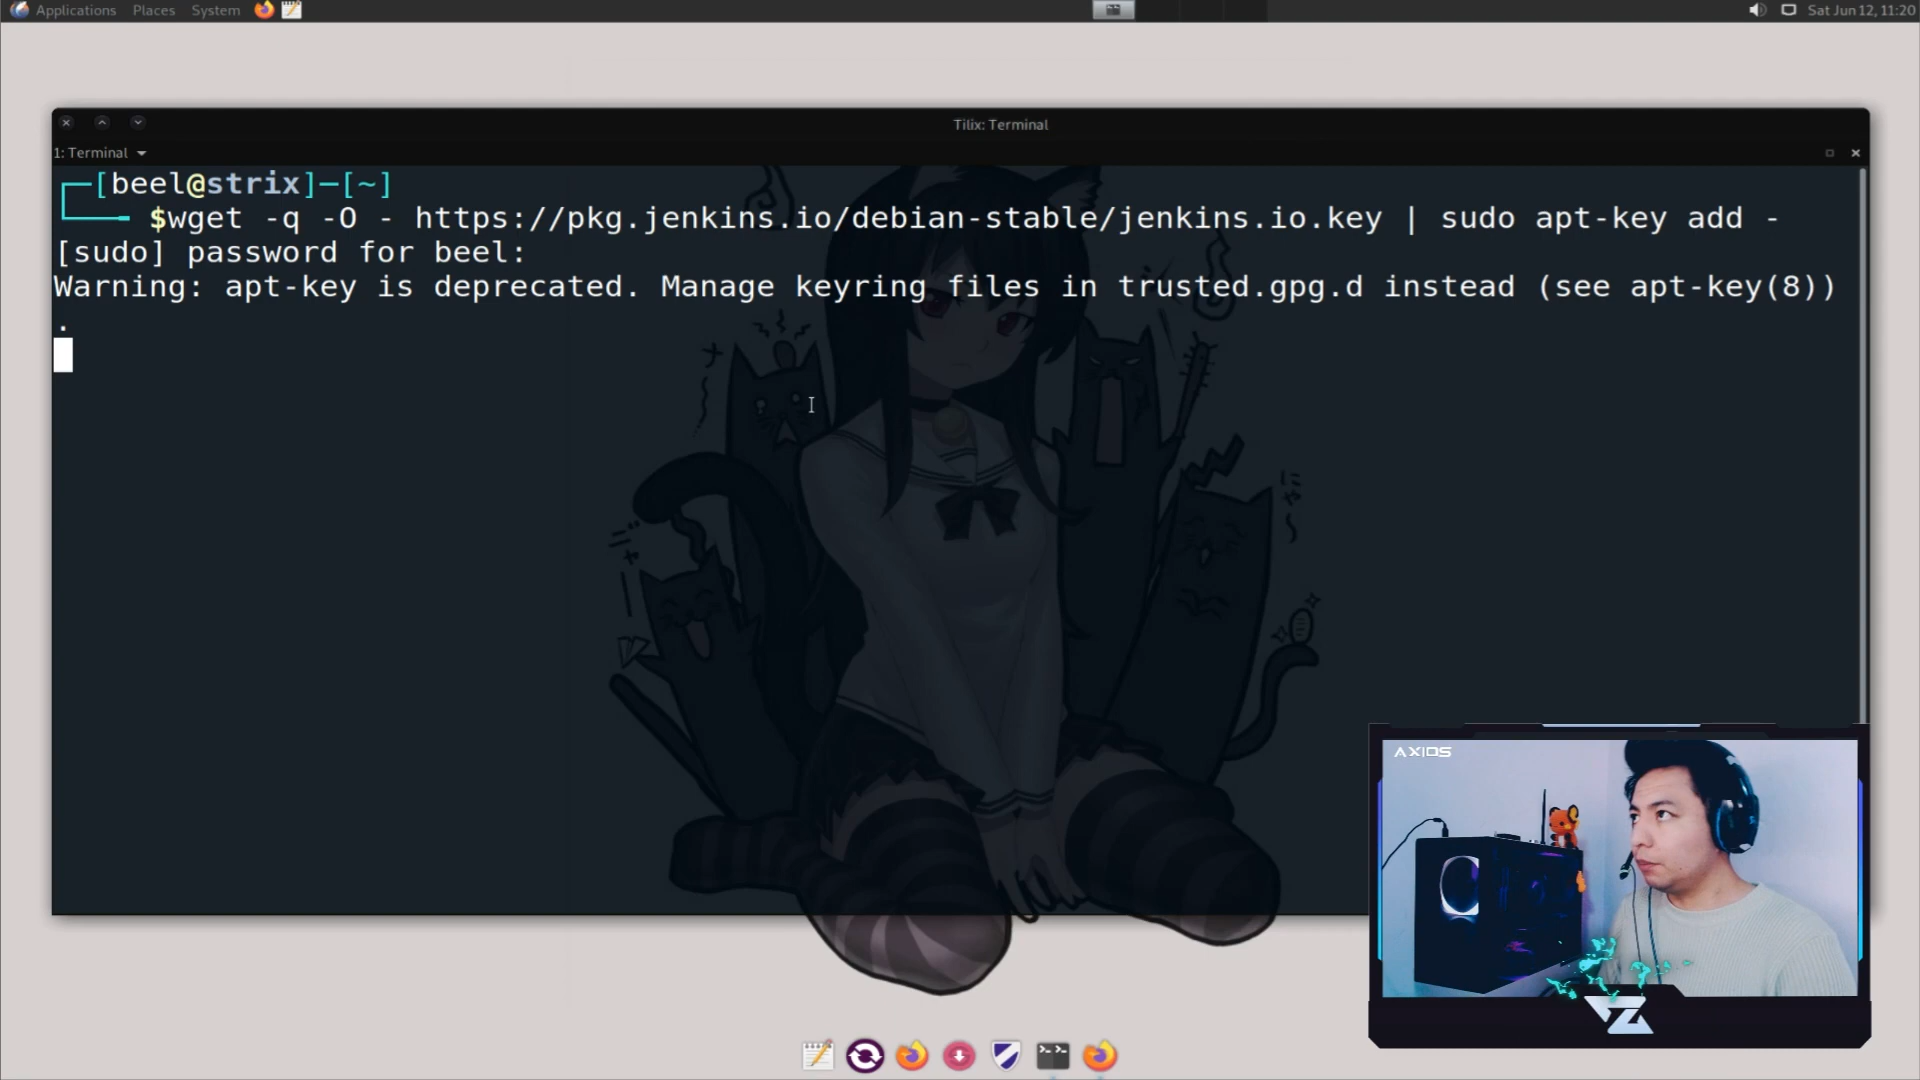 Applications Places System
Sat Jun 12, 11:20
Tilix: Terminal
1: Terminal
┌─[beel@strix]─[~]
└──╼ $wget -q -O - https://pkg.jenkins.io/debian-stable/jenkins.io.key | sudo apt-key add -
[sudo] password for beel:
Warning: apt-key is deprecated. Manage keyring files in trusted.gpg.d instead (see apt-key(8))
.
AXIOS